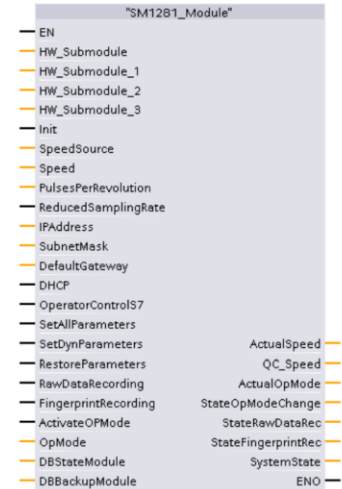 "SM1281_Module"
EN
HW_Submodule
HW_Submodule_1
HW_Submodule_2
HW_Submodule_3
Init
SpeedSource
Speed
PulsesPerRevolution
ReducedSamplingRate
IPAddress
SubnetMask
DefaultGateway
DHCP
OperatorControlS7
SetAllParameters
SetDynParameters ActualSpeed
RestoreParameters QC_Speed
RawDataRecording ActualOpMode
FingerprintRecording StateOpModeChange
ActivateOPMode StateRawDataRec
OpMode StateFingerprintRec
DBStateModule SystemState
DBBackupModule ENO